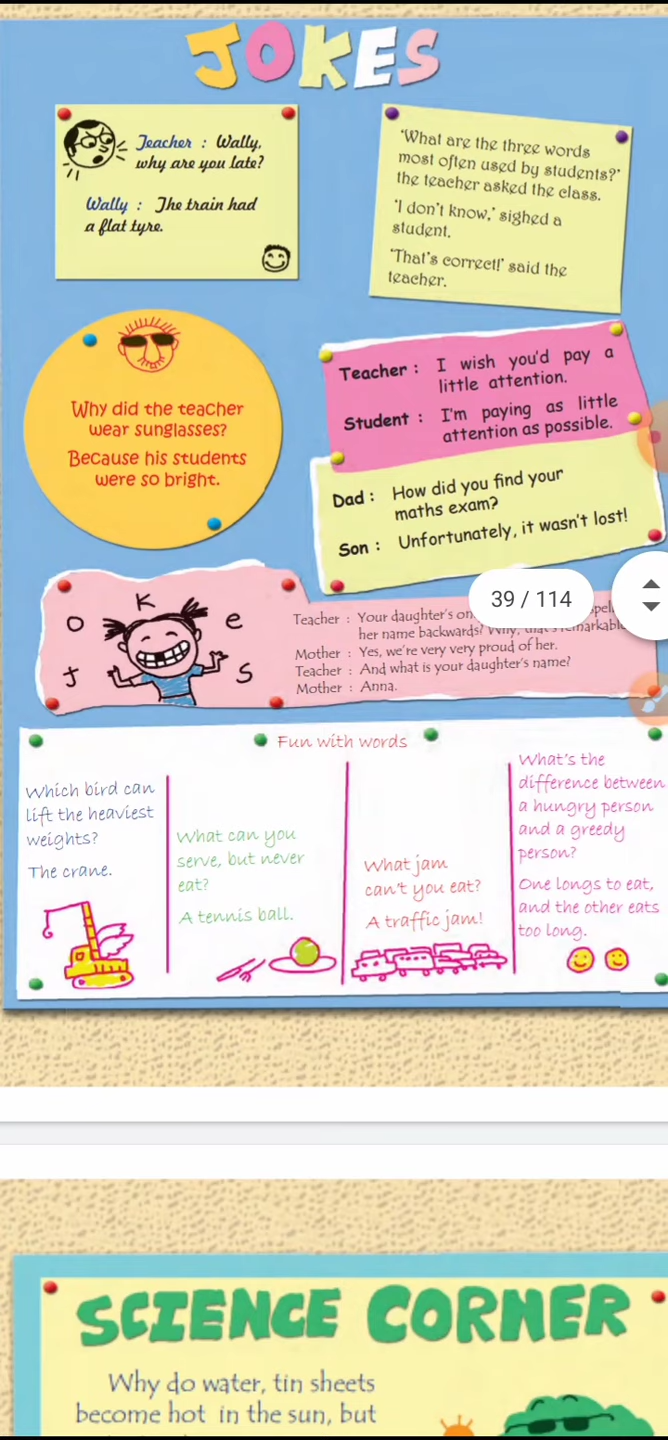 JOKES
Teacher : Wally,
why are you late?
Wally : The train had
a flat tyre.
‘What are the three words
most often used by students?’
the teacher asked the class.
‘I don’t know,’ sighed a
student.
‘That’s correct!’ said the
teacher.
Why did the teacher
wear sunglasses?
Because his students
were so bright.
Teacher : I wish you’d pay a
little attention.
Student : I’m paying as little
attention as possible.
Dad : How did you find your
maths exam?
Son : Unfortunately, it wasn’t lost!
J O K e S
39 / 114
Teacher : Your daughter’s
her name backwards? Why, that’s
Mother : Yes, we’re very very proud of her.
Teacher : And what is your daughter’s name?
Mother : Anna.
Fun with words
Which bird can
lift the heaviest
weights?
The crane.
What can you
serve, but never
eat?
A tennis ball.
What jam
can’t you eat?
A traffic jam!
What’s the
difference between
a hungry person
and a greedy
person?
One longs to eat,
and the other eats
too long.
SCIENCE CORNER
Why do water, tin sheets
become hot in the sun, but